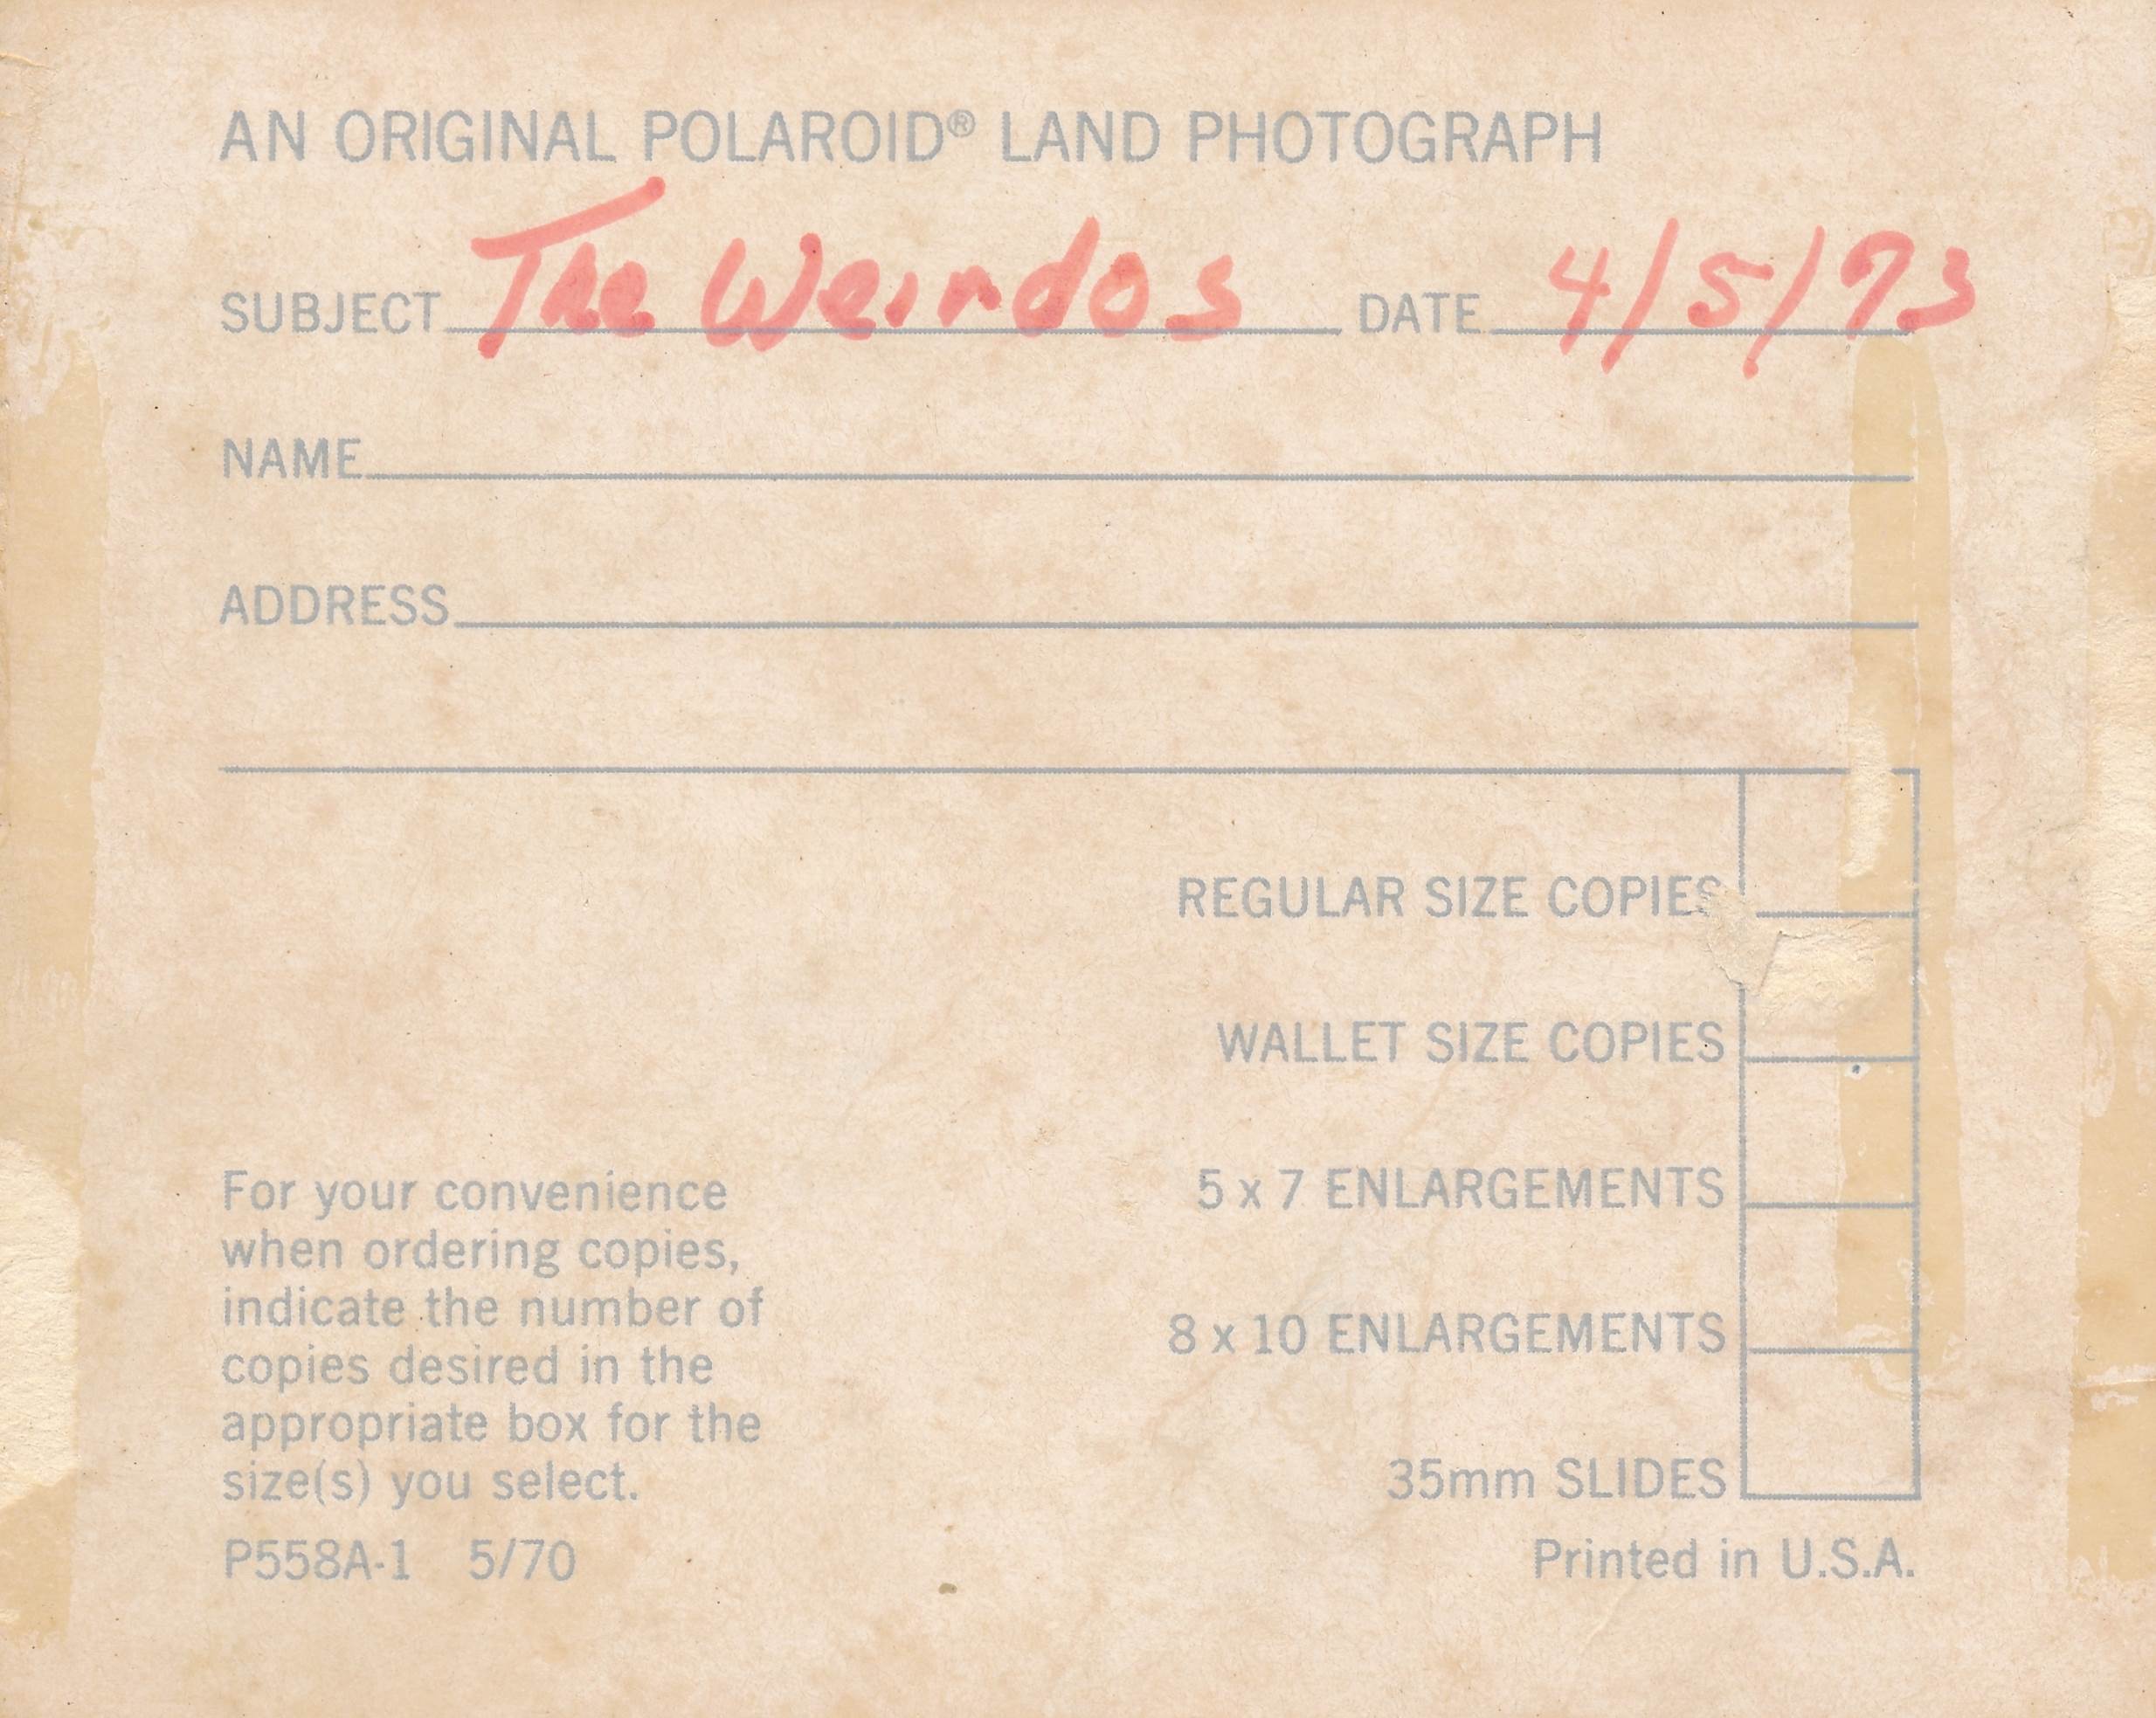 AN ORIGINAL POLAROID® LAND PHOTOGRAPH
SUBJECT The Weirdos DATE 4/5/73
NAME
ADDRESS
REGULAR SIZE COPIES
WALLET SIZE COPIES
5 x 7 ENLARGEMENTS
8 x 10 ENLARGEMENTS
35mm SLIDES
For your convenience
when ordering copies,
indicate the number of
copies desired in the
appropriate box for the
size(s) you select.
P558A-1 5/70
Printed in U.S.A.